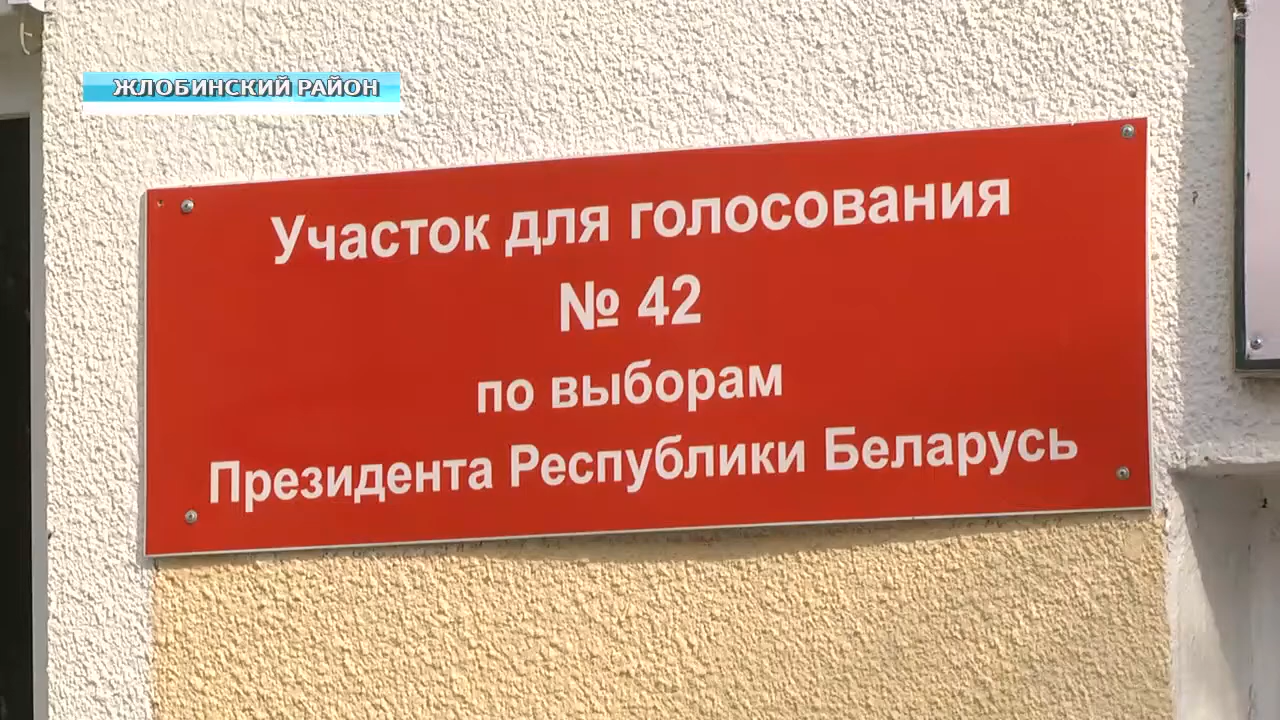 ЖЛОБИНСКИЙ РАЙОН
Участок для голосования
№ 42
по выборам
Президента Республики Беларусь